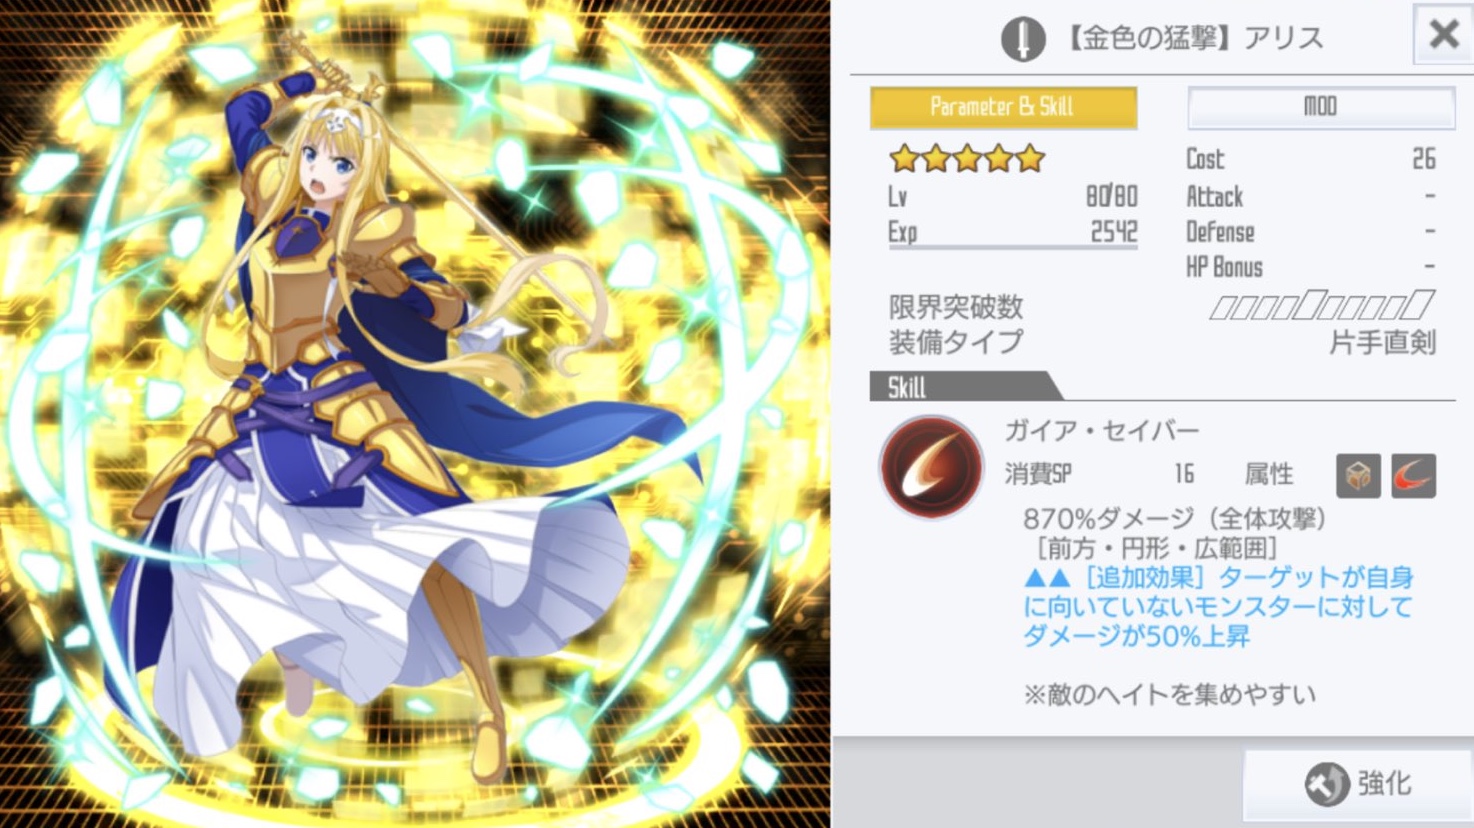 【金色の猛撃】アリス
Parameter & Skill
MOD
Cost 26
Lv 80/80
Attack -
Exp 2542
Defense -
HP Bonus -
限界突破数
装備タイプ 片手直剣
Skill
ガイア・セイバー
消費SP 16 属性
870%ダメージ（全体攻撃）
［前方・円形・広範囲］
▲▲［追加効果］ターゲットが自身
に向いていないモンスターに対して
ダメージが50%上昇
※敵のヘイトを集めやすい
強化